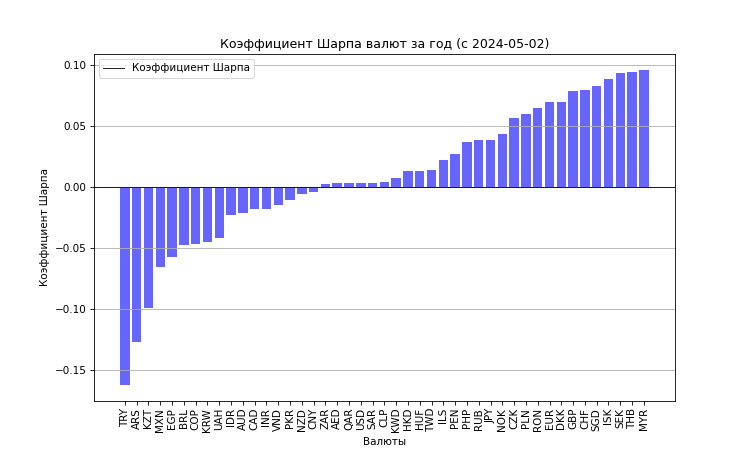 Коэффициент Шарпа валют за год (с 2024-05-02)
Коэффициент Шарпа
0.10
0.05
0.00
−0.05
−0.10
−0.15
Коэффициент Шарпа
TRY ARS KZT MXN EGP BRL COP KRW UAH IDR AUD CAD INR VND PKR NZD CNY ZAR AED QAR USD SAR CLP KWD HKD HUF TWD ILS PEN PHP RUB JPY NOK CZK PLN RON EUR DKK GBP CHF SGD ISK SEK THB MYR
Валюты